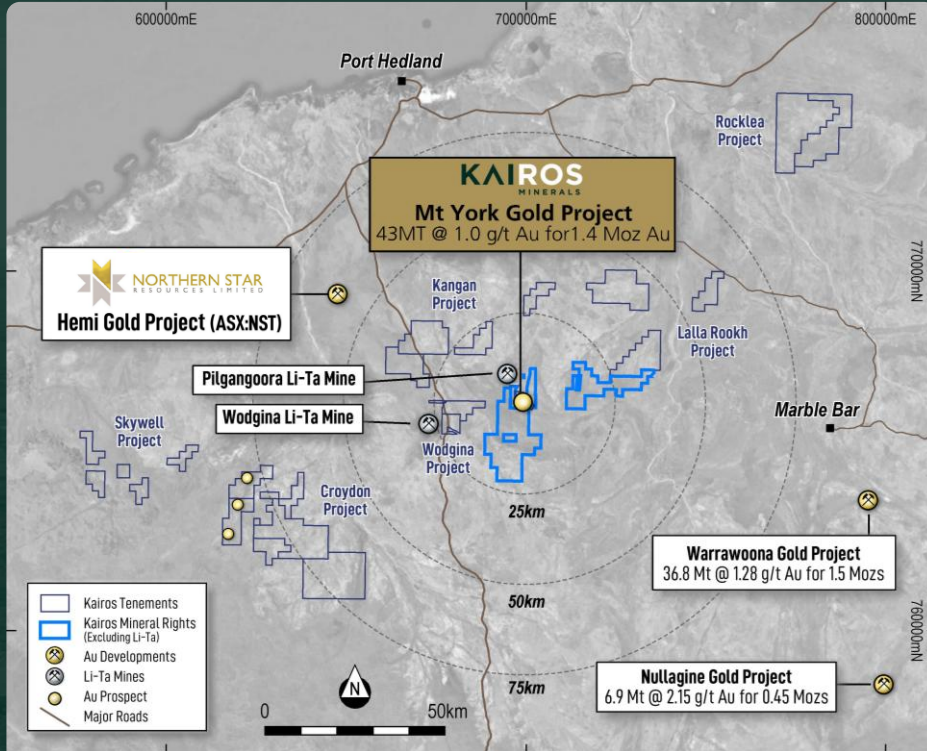 600000mE
700000mE
800000mE
Port Hedland
Rocklea
Project
KAIROS
MINERALS
Mt York Gold Project
43MT @ 1.0 g/t Au for1.4 Moz Au
770000mN
NORTHERN STAR
RESOURCES LIMITED
Hemi Gold Project (ASX:NST)
Kangan
Project
Lalla Rookh
Project
Pilgangoora Li-Ta Mine
Wodgina Li-Ta Mine
Marble Bar
Skywell
Project
Wodgina
Project
Croydon
Project
25km
Warrawoona Gold Project
36.8 Mt @ 1.28 g/t Au for 1.5 Mozs
50km
760000mN
Nullagine Gold Project
6.9 Mt @ 2.15 g/t Au for 0.45 Mozs
75km
Kairos Tenements
Kairos Mineral Rights
(Excluding Li-Ta)
Au Developments
Li-Ta Mines
Au Prospect
Major Roads
N
0
50km